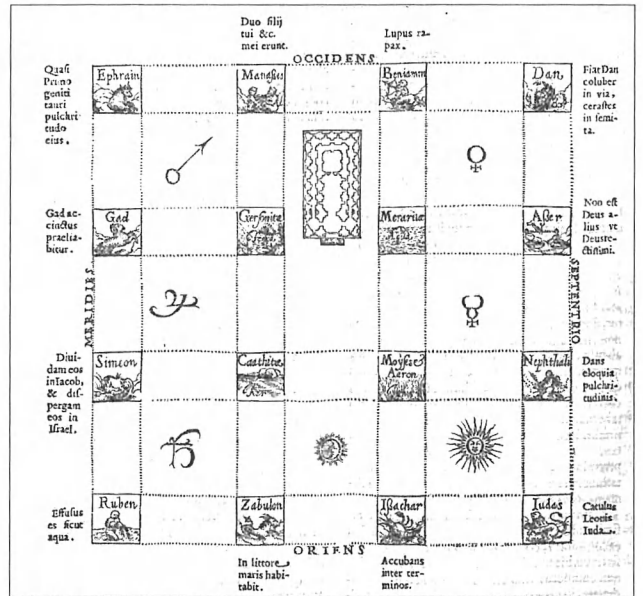 Duo filij
tui &c.
mei erunt.
Lupus ra-
pax.
OCCIDENS
Quasi
Primo
geniti
tauri
pulchri
tudo
eius.
Ephrain
Manasses
Beniamin
Dan
Fiat Dan
coluber
in via,
cerastes
in semi-
ta.
Gad ac-
cinctus
praelia-
bitur.
Gad
Gersonitæ
Meraritæ
Aser
Non est
Deus a-
lius vt
Deus re-
ctissimi.
MERIDIES
SEPTENTRIO
Diui-
dam eos
in Iacob,
& dis-
pergam
eos in
Israel.
Simeon
Caathitæ
Moyses &
Aeron
Nephthali
Dans
eloquia
pulchri-
tudinis.
Effusus
es sicut
aqua.
Ruben
Zabulon
Issachar
Iudas
Catulus
Leonis
Iuda.
ORIENS
In littore
maris habi-
tabit.
Accubans
inter ter-
minos.